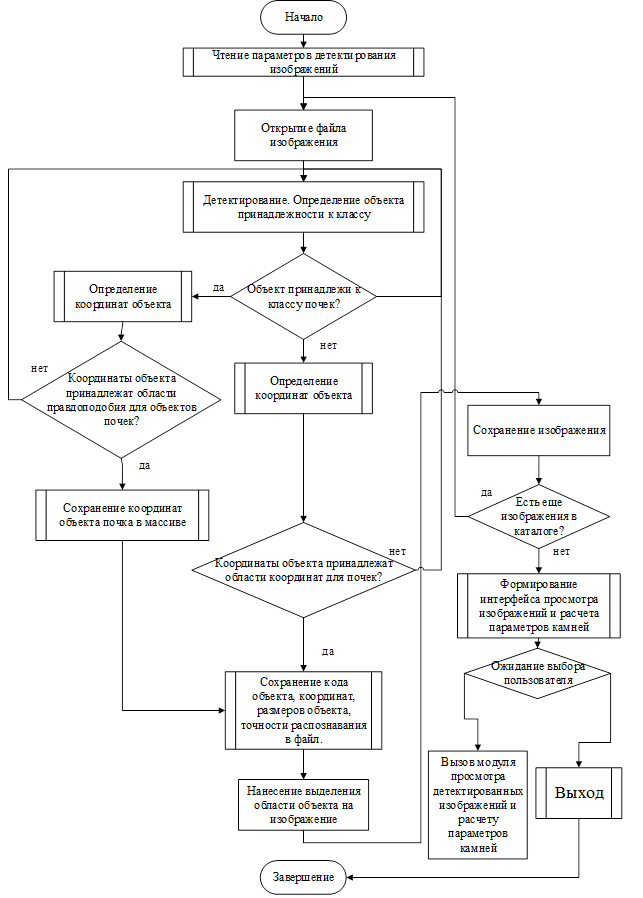 Начало
Чтение параметров детектирования
изображений
Открытие файла
изображения
Детектирование. Определение объекта
принадлежности к классу
Объект принадлежи к
классу почек?
да
нет
Определение
координат объекта
нет
Координаты объекта
принадлежат области
правдоподобия для объектов
почек?
да
Определение
координат объекта
Сохранение координат
объекта почка в массиве
Координаты объекта принадлежат
области координат для почек?
нет
да
Сохранение кода
объекта, координат,
размеров объекта,
точности распознавания
в файл.
Нанесение выделения
области объекта на
изображение
Сохранение изображения
да
Есть еще
изображения в
каталоге?
нет
Формирование
интерфейса просмотра
изображений и расчета
параметров камней
Ожидание выбора
пользователя
Вызов модуля
просмотра
детектированных
изображений и
расчету
параметров
камней
Выход
Завершение